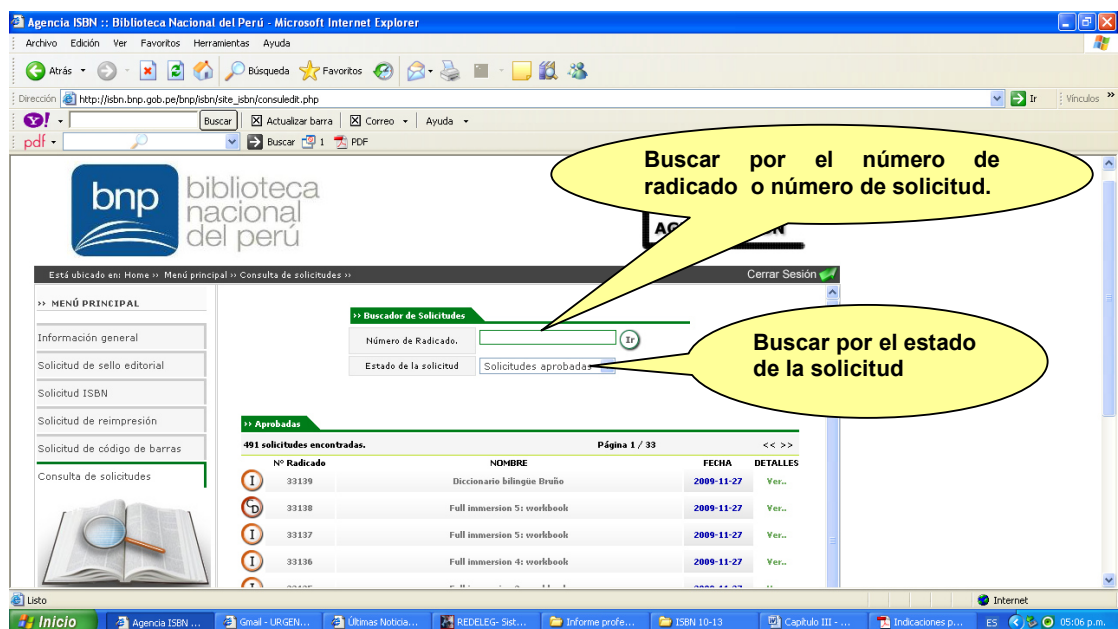 Agencia ISBN :: Biblioteca Nacional del Perú - Microsoft Internet Explorer
Archivo Edición Ver Favoritos Herramientas Ayuda
Atrás Búsqueda Favoritos
Dirección http://isbn.bnp.gob.pe/bnp/isbn/site_isbn/consuledit.php Ir Vínculos »
Y! Buscar Actualizar barra Correo Ayuda
pdf Buscar 1 PDF
Buscar por el número de
radicado o número de solicitud.
bnp biblioteca
nacional
del perú
Está ubicado en: Home ›› Menú principal ›› Consulta de solicitudes ››
Cerrar Sesión
›› MENÚ PRINCIPAL
Información general
Solicitud de sello editorial
Solicitud ISBN
Solicitud de reimpresión
Solicitud de código de barras
Consulta de solicitudes
›› Buscador de Solicitudes
Número de Radicado. Ir
Estado de la solicitud Solicitudes aprobadas
Buscar por el estado
de la solicitud
›› Aprobadas
491 solicitudes encontradas. Página 1 / 33 << >>
Nº Radicado NOMBRE FECHA DETALLES
I 33139 Diccionario bilingüe Bruño 2009-11-27 Ver..
CD 33138 Full immersion 5: workbook 2009-11-27 Ver..
I 33137 Full immersion 5: workbook 2009-11-27 Ver..
I 33136 Full immersion 4: workbook 2009-11-27 Ver..
Listo Internet
Inicio Agencia ISBN ... Gmail - URGEN... Últimas Noticia... REDELEG- Sist... Informe profe... ISBN 10-13 Capítulo III - ... Indicaciones p... ES 05:06 p.m.